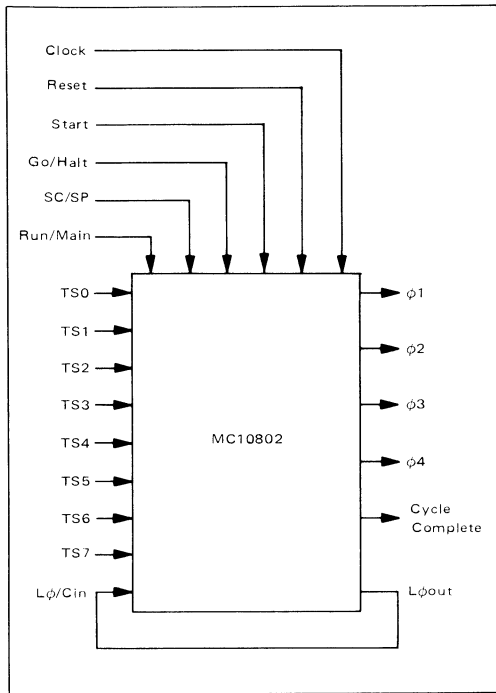 Clock
Reset
Start
Go/Halt
SC/SP
Run/Main
TS0
TS1
TS2
TS3
TS4
TS5
TS6
TS7
Lϕ/Cin
MC10802
ϕ1
ϕ2
ϕ3
ϕ4
Cycle
Complete
Lϕout